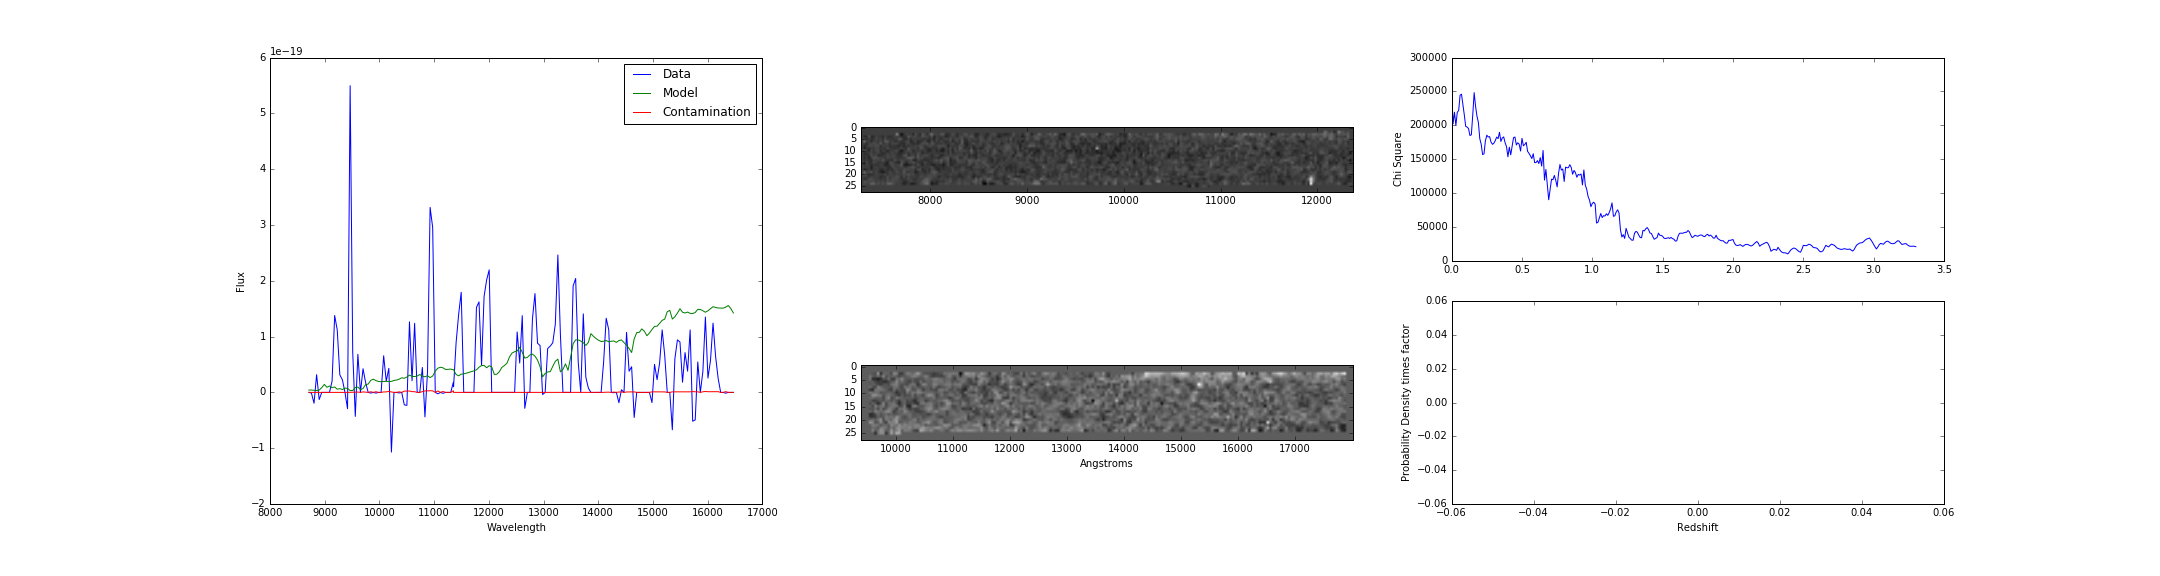 1e−19
6
5
4
3
2
1
0
−1
−2
Flux
8000 9000 10000 11000 12000 13000 14000 15000 16000 17000
Wavelength
Data
Model
Contamination
0
5
10
15
20
25
8000 9000 10000 11000 12000
0
5
10
15
20
25
10000 11000 12000 13000 14000 15000 16000 17000
Angstroms
300000
250000
200000
150000
100000
50000
0
Chi Square
0.0 0.5 1.0 1.5 2.0 2.5 3.0 3.5
0.06
0.04
0.02
0.00
−0.02
−0.04
−0.06
Probability Density times factor
−0.06 −0.04 −0.02 0.00 0.02 0.04 0.06
Redshift